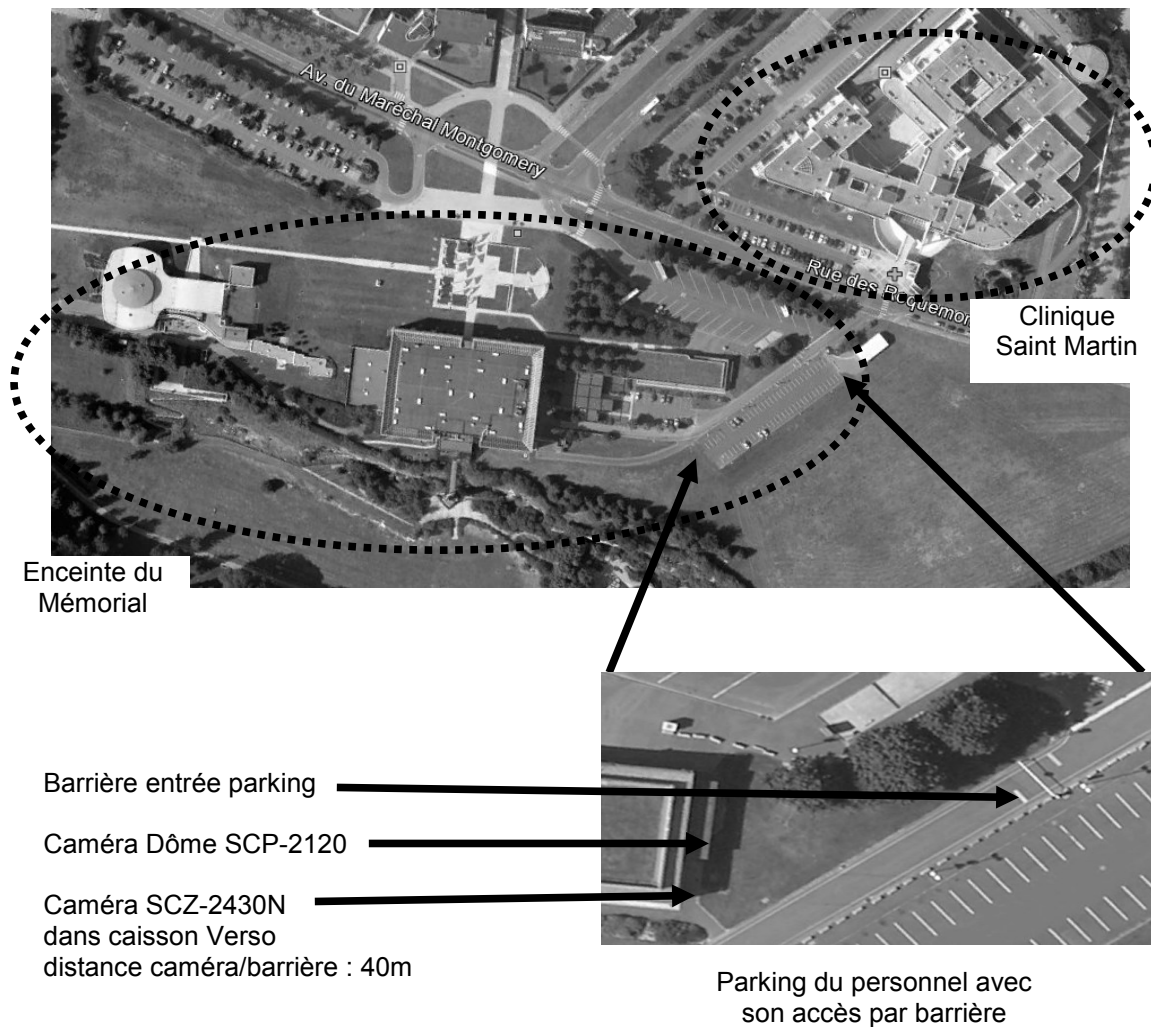 Av. du Maréchal Montgomery
Rue des Roquemon
Clinique
Saint Martin
Enceinte du
Mémorial
Barrière entrée parking
Caméra Dôme SCP-2120
Caméra SCZ-2430N
dans caisson Verso
distance caméra/barrière : 40m
Parking du personnel avec
son accès par barrière